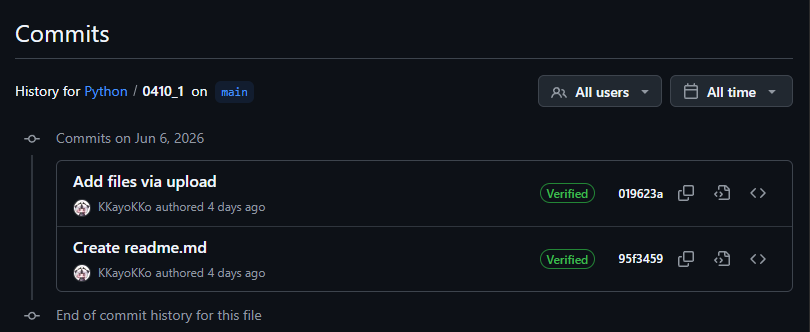 Commits
History for Python / 0410_1 on main
All users
All time
Commits on Jun 6, 2026
Add files via upload
KKayoKKo authored 4 days ago
Verified
019623a
Create readme.md
KKayoKKo authored 4 days ago
Verified
95f3459
End of commit history for this file